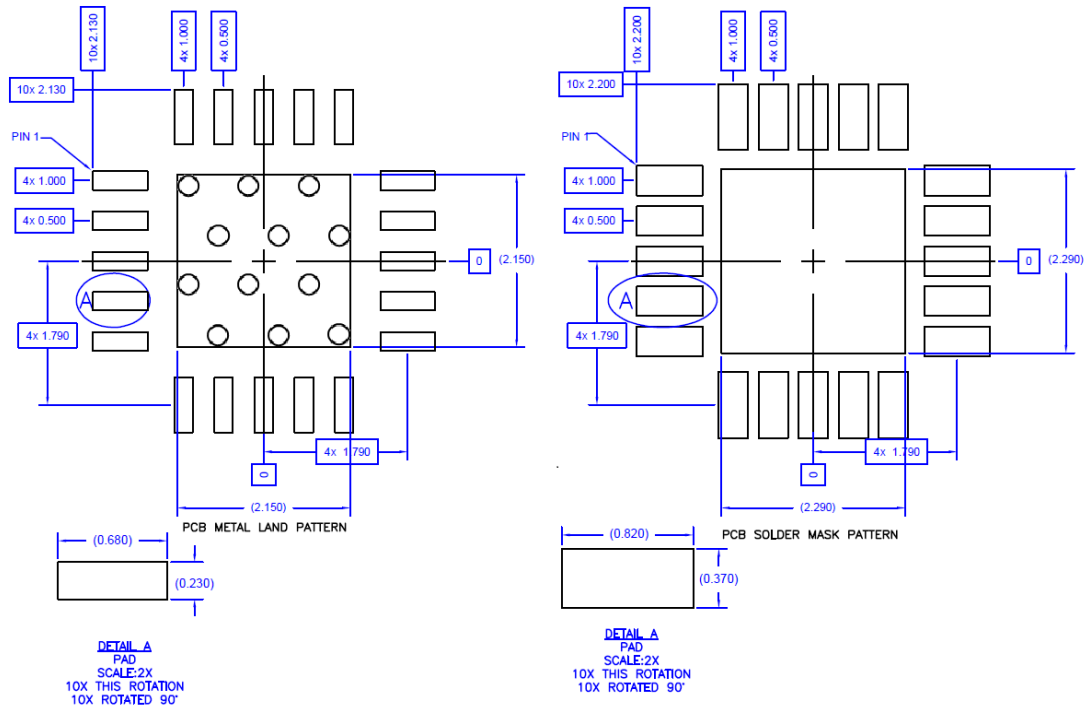 10x 2.130
4x 1.000
4x 0.500
10x 2.130
PIN 1
4x 1.000
4x 0.500
A
4x 1.790
0
(2.150)
4x 1.790
0
(2.150)
PCB METAL LAND PATTERN
(0.680)
(0.230)
DETAIL A
PAD
SCALE:2X
10X THIS ROTATION
10X ROTATED 90°
10x 2.200
4x 1.000
4x 0.500
10x 2.200
PIN 1
4x 1.000
4x 0.500
A
4x 1.790
0
(2.290)
4x 1.790
0
(2.290)
PCB SOLDER MASK PATTERN
(0.820)
(0.370)
DETAIL A
PAD
SCALE:2X
10X THIS ROTATION
10X ROTATED 90°